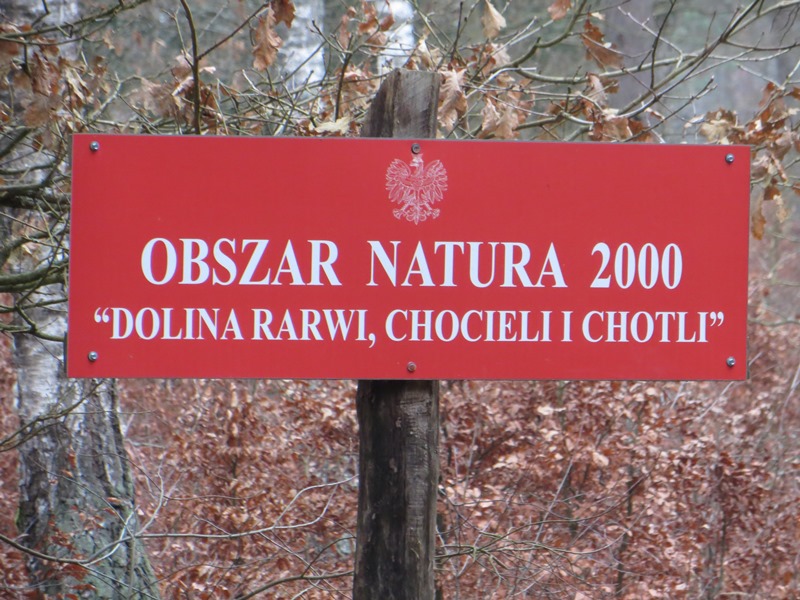 OBSZAR NATURA 2000
“DOLINA RARWI, CHOCIELI I CHOTLI”